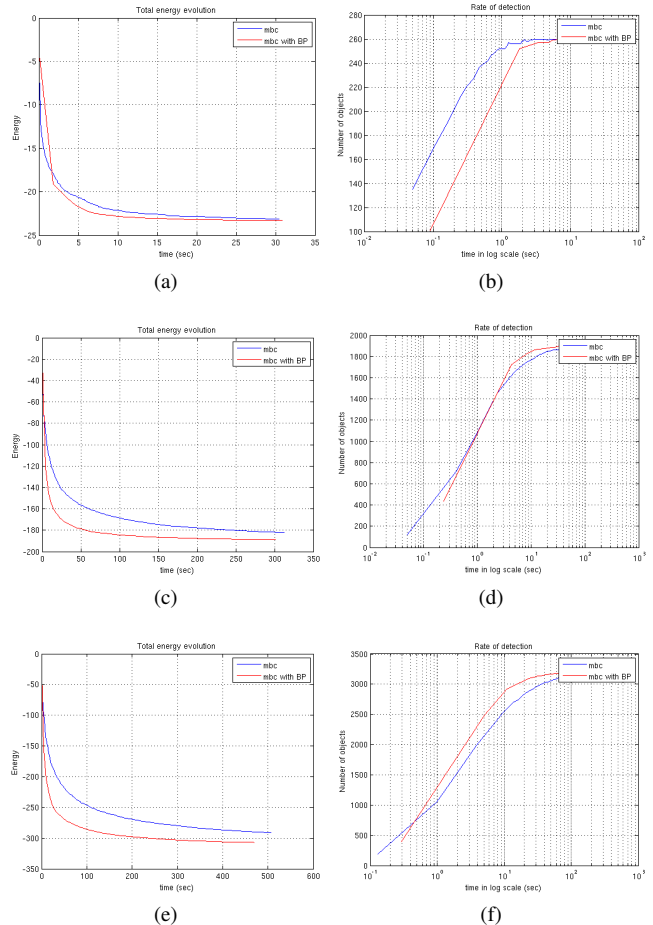 Total energy evolution
mbc
mbc with BP
Energy
0
−5
−10
−15
−20
−25
0 5 10 15 20 25 30 35
time (sec)
(a)
Rate of detection
mbc
mbc with BP
Number of objects
280
260
240
220
200
180
160
140
120
100
10^-2 10^-1 10^0 10^1 10^2
time in log scale (sec)
(b)
Total energy evolution
mbc
mbc with BP
Energy
0
−20
−40
−60
−80
−100
−120
−140
−160
−180
−200
0 50 100 150 200 250 300 350
time (sec)
(c)
Rate of detection
mbc
mbc with BP
Number of objects
2000
1800
1600
1400
1200
1000
800
600
400
200
0
10^-2 10^-1 10^0 10^1 10^2 10^3
time in log scale (sec)
(d)
Total energy evolution
mbc
mbc with BP
Energy
0
−50
−100
−150
−200
−250
−300
−350
0 100 200 300 400 500 600
time (sec)
(e)
Rate of detection
mbc
mbc with BP
Number of objects
3500
3000
2500
2000
1500
1000
500
0
10^-1 10^0 10^1 10^2 10^3
time in log scale (sec)
(f)